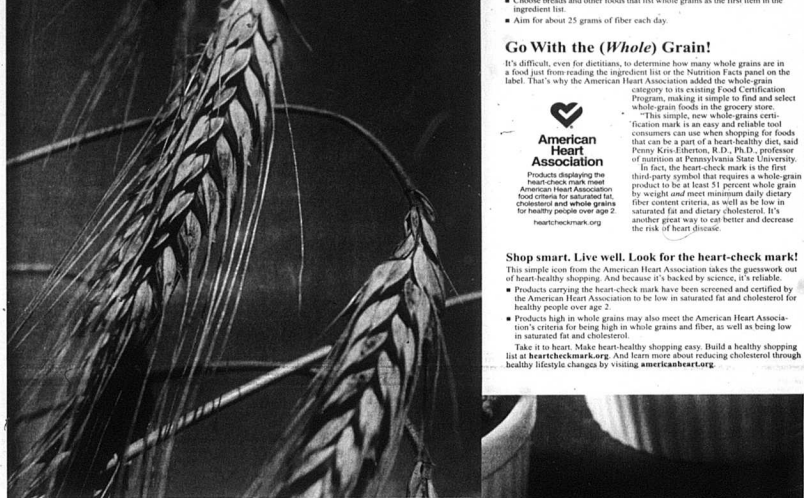 Choose breads and other foods that list whole grains as the first item in the
ingredient list.
Aim for about 25 grams of fiber each day.
Go With the (Whole) Grain!
It's difficult, even for dietitians, to determine how many whole grains are in
a food just from reading the ingredient list or the Nutrition Facts panel on the
label. That's why the American Heart Association added the whole-grain
category to its existing Food Certification
Program, making it simple to find and select
whole-grain foods in the grocery store.
"This simple, new whole-grains certi-
fication mark is an easy and reliable tool
consumers can use when shopping for foods
that can be a part of a heart-healthy diet, said
Penny Kris-Etherton, R.D., Ph.D., professor
of nutrition at Pennsylvania State University.
In fact, the heart-check mark is the first
third-party symbol that requires a whole-grain
product to be at least 51 percent whole grain
by weight and meet minimum daily dietary
fiber content criteria, as well as be low in
saturated fat and dietary cholesterol. It's
another great way to eat better and decrease
the risk of heart disease.
American
Heart
Association
Products displaying the
heart-check mark meet
American Heart Association
food criteria for saturated fat,
cholesterol and whole grains
for healthy people over age 2.
heartcheckmark.org
Shop smart. Live well. Look for the heart-check mark!
This simple icon from the American Heart Association takes the guesswork out
of heart-healthy shopping. And because it's backed by science, it's reliable.
Products carrying the heart-check mark have been screened and certified by
the American Heart Association to be low in saturated fat and cholesterol for
healthy people over age 2.
Products high in whole grains may also meet the American Heart Associa-
tion's criteria for being high in whole grains and fiber, as well as being low
in saturated fat and cholesterol.
Take it to heart. Make heart-healthy shopping easy. Build a healthy shopping
list at heartcheckmark.org. And learn more about reducing cholesterol through
healthy lifestyle changes by visiting americanheart.org.